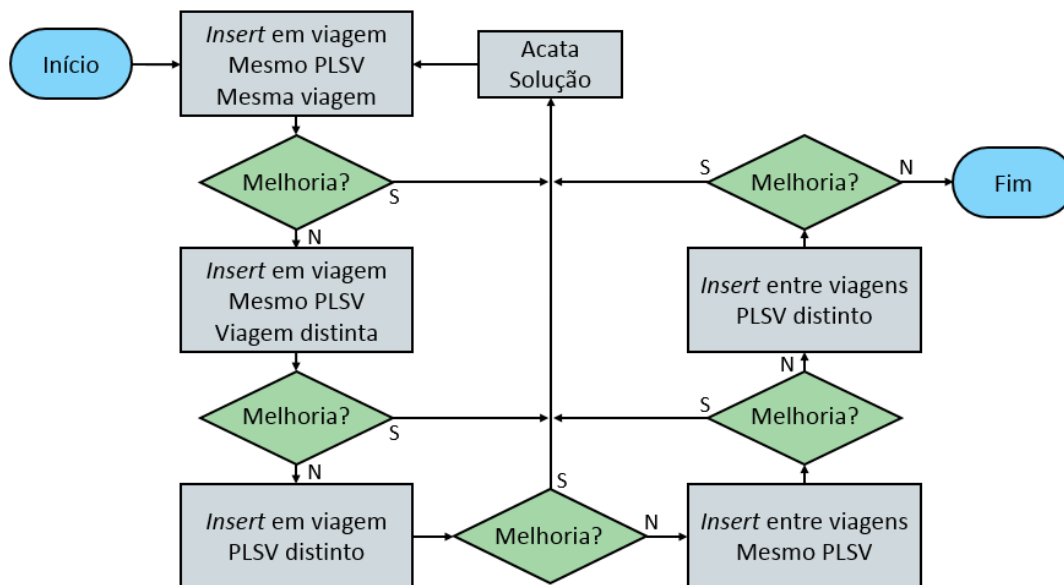 Início
Insert em viagem
Mesmo PLSV
Mesma viagem
Acata
Solução
Melhoria?
S
N
Insert em viagem
Mesmo PLSV
Viagem distinta
Melhoria?
S
N
Insert em viagem
PLSV distinto
Melhoria?
S
N
Insert entre viagens
Mesmo PLSV
Melhoria?
S
N
Insert entre viagens
PLSV distinto
Melhoria?
S
N
Fim